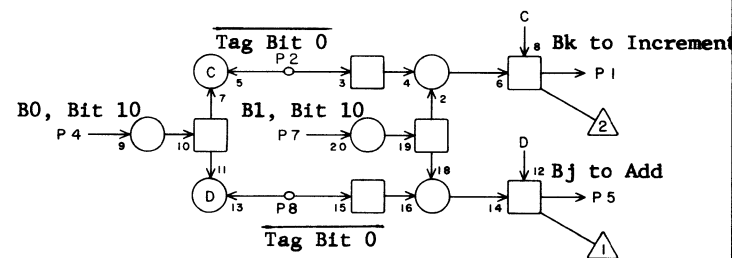 C
Tag Bit 0
P2
8 Bk to Increment
C 5 3 4 6 P1
7 2
B0, Bit 10 B1, Bit 10
2
P4 P7
9 10 20 19
D
11 18 12 Bj to Add
D P5
13 P8 15 16 14
Tag Bit 0
1